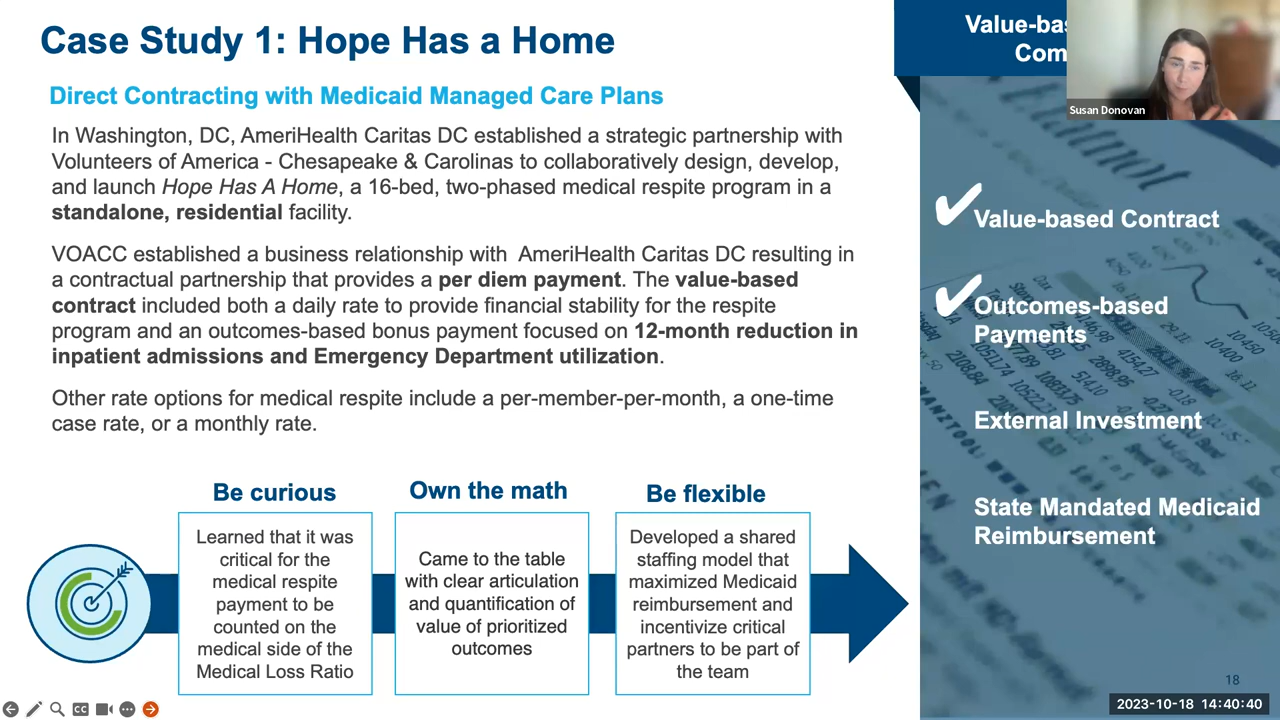 Case Study 1: Hope Has a Home
Direct Contracting with Medicaid Managed Care Plans
In Washington, DC, AmeriHealth Caritas DC established a strategic partnership with
Volunteers of America - Chesapeake & Carolinas to collaboratively design, develop,
and launch Hope Has A Home, a 16-bed, two-phased medical respite program in a
standalone, residential facility.
VOACC established a business relationship with AmeriHealth Caritas DC resulting in
a contractual partnership that provides a per diem payment. The value-based
contract included both a daily rate to provide financial stability for the respite
program and an outcomes-based bonus payment focused on 12-month reduction in
inpatient admissions and Emergency Department utilization.
Other rate options for medical respite include a per-member-per-month, a one-time
case rate, or a monthly rate.
Be curious
Learned that it was
critical for the
medical respite
payment to be
counted on the
medical side of the
Medical Loss Ratio
Own the math
Came to the table
with clear articulation
and quantification of
value of prioritized
outcomes
Be flexible
Developed a shared
staffing model that
maximized Medicaid
reimbursement and
incentivize critical
partners to be part of
the team
Susan Donovan
Value-based Contract
Outcomes-based
Payments
External Investment
State Mandated Medicaid
Reimbursement
18
CC
2023-10-18 14:40:40